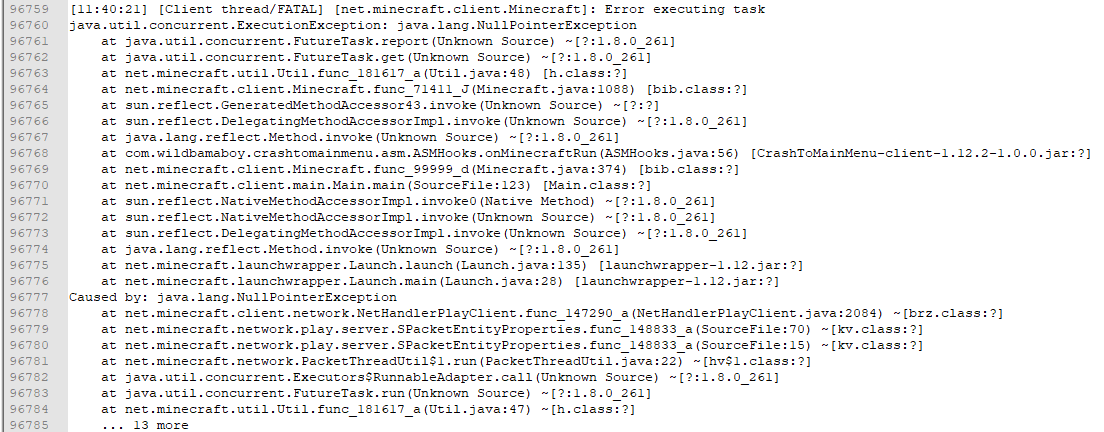 96759 [11:40:21] [Client thread/FATAL] [net.minecraft.client.Minecraft]: Error executing task
96760 java.util.concurrent.ExecutionException: java.lang.NullPointerException
96761 at java.util.concurrent.FutureTask.report(Unknown Source) ~[?:1.8.0_261]
96762 at java.util.concurrent.FutureTask.get(Unknown Source) ~[?:1.8.0_261]
96763 at net.minecraft.util.Util.func_181617_a(Util.java:48) [h.class:?]
96764 at net.minecraft.client.Minecraft.func_71411_J(Minecraft.java:1088) [bib.class:?]
96765 at sun.reflect.GeneratedMethodAccessor43.invoke(Unknown Source) ~[?:?]
96766 at sun.reflect.DelegatingMethodAccessorImpl.invoke(Unknown Source) ~[?:1.8.0_261]
96767 at java.lang.reflect.Method.invoke(Unknown Source) ~[?:1.8.0_261]
96768 at com.wildbamaboy.crashtomainmenu.asm.ASMHooks.onMinecraftRun(ASMHooks.java:56) [CrashToMainMenu-client-1.12.2-1.0.0.jar:?]
96769 at net.minecraft.client.Minecraft.func_99999_d(Minecraft.java:374) [bib.class:?]
96770 at net.minecraft.client.main.Main.main(SourceFile:123) [Main.class:?]
96771 at sun.reflect.NativeMethodAccessorImpl.invoke0(Native Method) ~[?:1.8.0_261]
96772 at sun.reflect.NativeMethodAccessorImpl.invoke(Unknown Source) ~[?:1.8.0_261]
96773 at sun.reflect.DelegatingMethodAccessorImpl.invoke(Unknown Source) ~[?:1.8.0_261]
96774 at java.lang.reflect.Method.invoke(Unknown Source) ~[?:1.8.0_261]
96775 at net.minecraft.launchwrapper.Launch.launch(Launch.java:135) [launchwrapper-1.12.jar:?]
96776 at net.minecraft.launchwrapper.Launch.main(Launch.java:28) [launchwrapper-1.12.jar:?]
96777 Caused by: java.lang.NullPointerException
96778 at net.minecraft.client.network.NetHandlerPlayClient.func_147290_a(NetHandlerPlayClient.java:2084) ~[brz.class:?]
96779 at net.minecraft.network.play.server.SPacketEntityProperties.func_148833_a(SourceFile:70) ~[kv.class:?]
96780 at net.minecraft.network.play.server.SPacketEntityProperties.func_148833_a(SourceFile:15) ~[kv.class:?]
96781 at net.minecraft.network.PacketThreadUtil$1.run(PacketThreadUtil.java:22) ~[hv$1.class:?]
96782 at java.util.concurrent.Executors$RunnableAdapter.call(Unknown Source) ~[?:1.8.0_261]
96783 at java.util.concurrent.FutureTask.run(Unknown Source) ~[?:1.8.0_261]
96784 at net.minecraft.util.Util.func_181617_a(Util.java:47) ~[h.class:?]
96785 ... 13 more